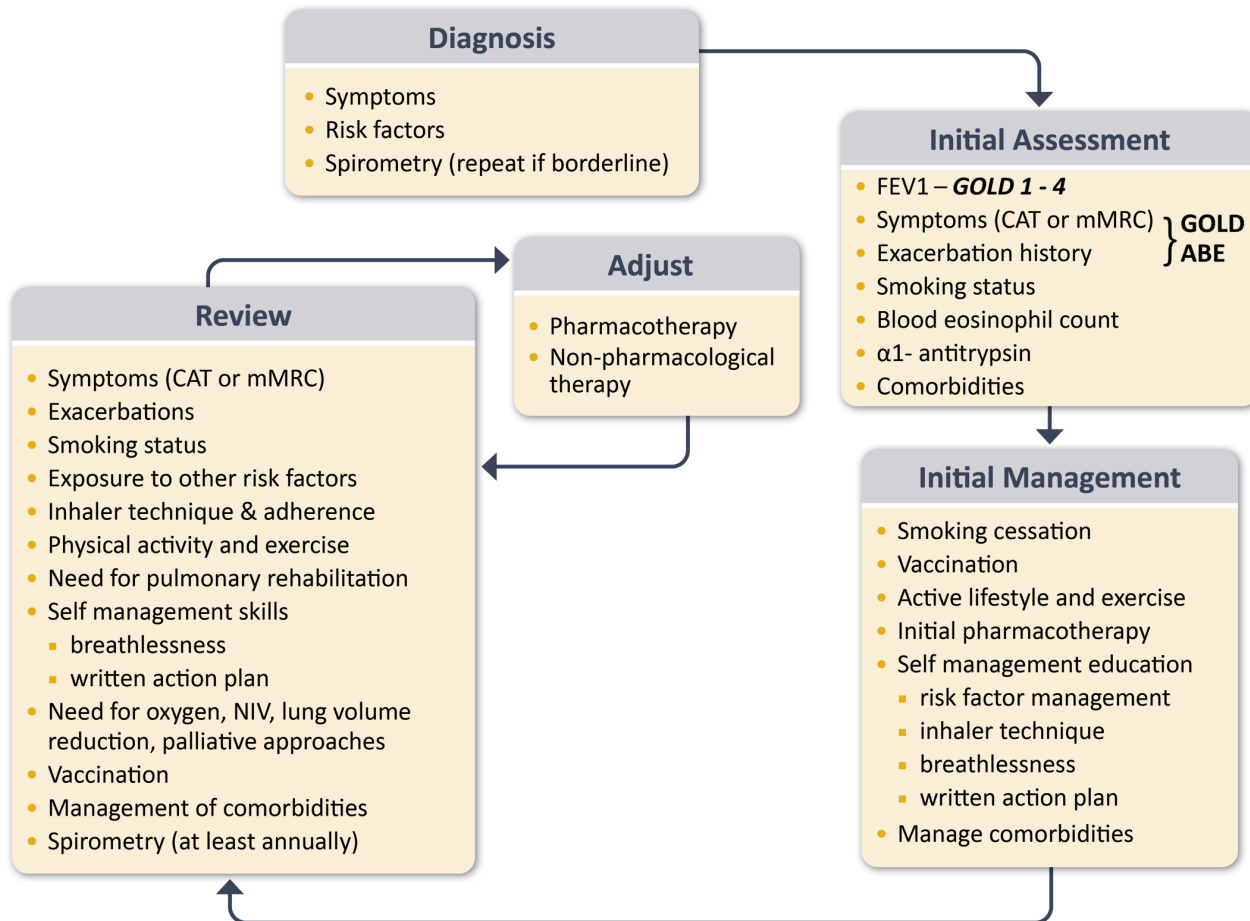 Diagnosis
• Symptoms
• Risk factors
• Spirometry (repeat if borderline)
Initial Assessment
• FEV1 – GOLD 1 - 4
• Symptoms (CAT or mMRC)
• Exacerbation history
} GOLD
ABE
• Smoking status
• Blood eosinophil count
• α1- antitrypsin
• Comorbidities
Initial Management
• Smoking cessation
• Vaccination
• Active lifestyle and exercise
• Initial pharmacotherapy
• Self management education
▪ risk factor management
▪ inhaler technique
▪ breathlessness
▪ written action plan
• Manage comorbidities
Review
• Symptoms (CAT or mMRC)
• Exacerbations
• Smoking status
• Exposure to other risk factors
• Inhaler technique & adherence
• Physical activity and exercise
• Need for pulmonary rehabilitation
• Self management skills
▪ breathlessness
▪ written action plan
• Need for oxygen, NIV, lung volume
reduction, palliative approaches
• Vaccination
• Management of comorbidities
• Spirometry (at least annually)
Adjust
• Pharmacotherapy
• Non-pharmacological
therapy